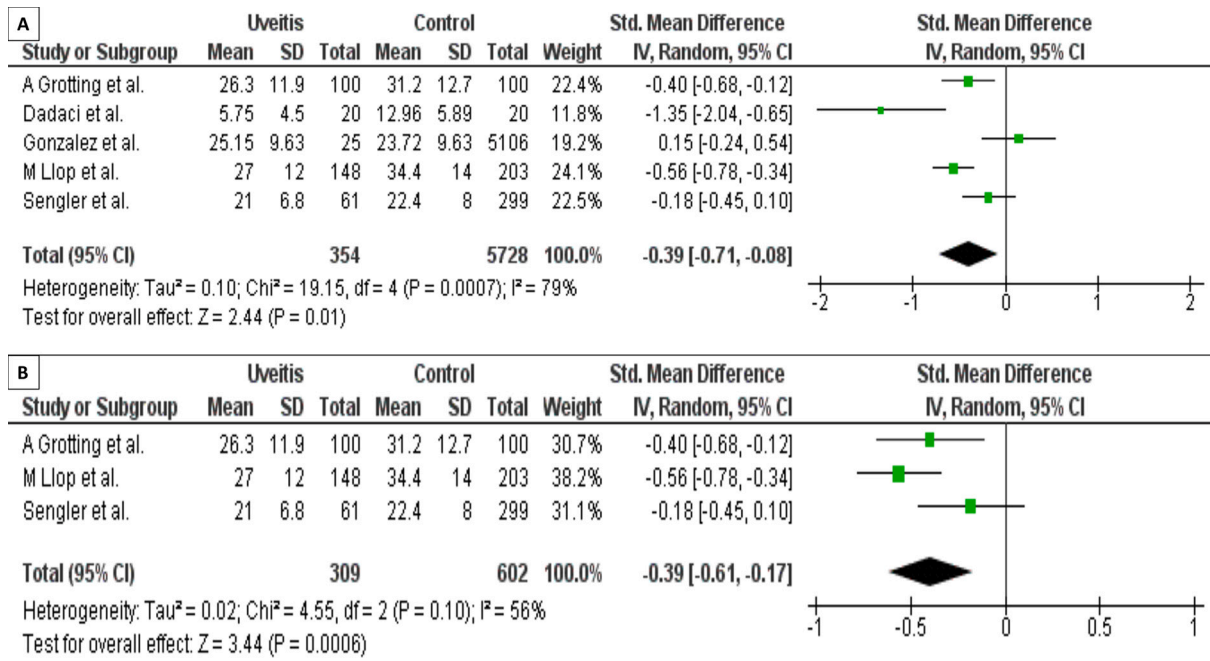 A Uveitis Control Std. Mean Difference Std. Mean Difference
Study or Subgroup Mean SD Total Mean SD Total Weight IV, Random, 95% CI IV, Random, 95% CI
A Grotting et al. 26.3 11.9 100 31.2 12.7 100 22.4% -0.40 [-0.68, -0.12]
Dadaci et al. 5.75 4.5 20 12.96 5.89 20 11.8% -1.35 [-2.04, -0.65]
Gonzalez et al. 25.15 9.63 25 23.72 9.63 5106 19.2% 0.15 [-0.24, 0.54]
M Llop et al. 27 12 148 34.4 14 203 24.1% -0.56 [-0.78, -0.34]
Sengler et al. 21 6.8 61 22.4 8 299 22.5% -0.18 [-0.45, 0.10]
Total (95% CI) 354 5728 100.0% -0.39 [-0.71, -0.08]
Heterogeneity: Tau² = 0.10; Chi² = 19.15, df = 4 (P = 0.0007); I² = 79%
Test for overall effect: Z = 2.44 (P = 0.01)
-2 -1 0 1 2
B Uveitis Control Std. Mean Difference Std. Mean Difference
Study or Subgroup Mean SD Total Mean SD Total Weight IV, Random, 95% CI IV, Random, 95% CI
A Grotting et al. 26.3 11.9 100 31.2 12.7 100 30.7% -0.40 [-0.68, -0.12]
M Llop et al. 27 12 148 34.4 14 203 38.2% -0.56 [-0.78, -0.34]
Sengler et al. 21 6.8 61 22.4 8 299 31.1% -0.18 [-0.45, 0.10]
Total (95% CI) 309 602 100.0% -0.39 [-0.61, -0.17]
Heterogeneity: Tau² = 0.02; Chi² = 4.55, df = 2 (P = 0.10); I² = 56%
Test for overall effect: Z = 3.44 (P = 0.0006)
-1 -0.5 0 0.5 1